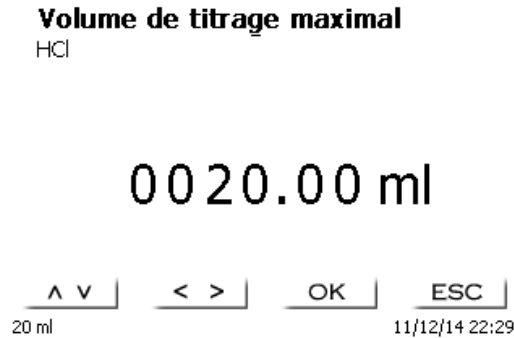 Volume de titrage maximal
HCl
0020.00 ml
∧ ∨ < > OK ESC
20 ml 11/12/14 22:29